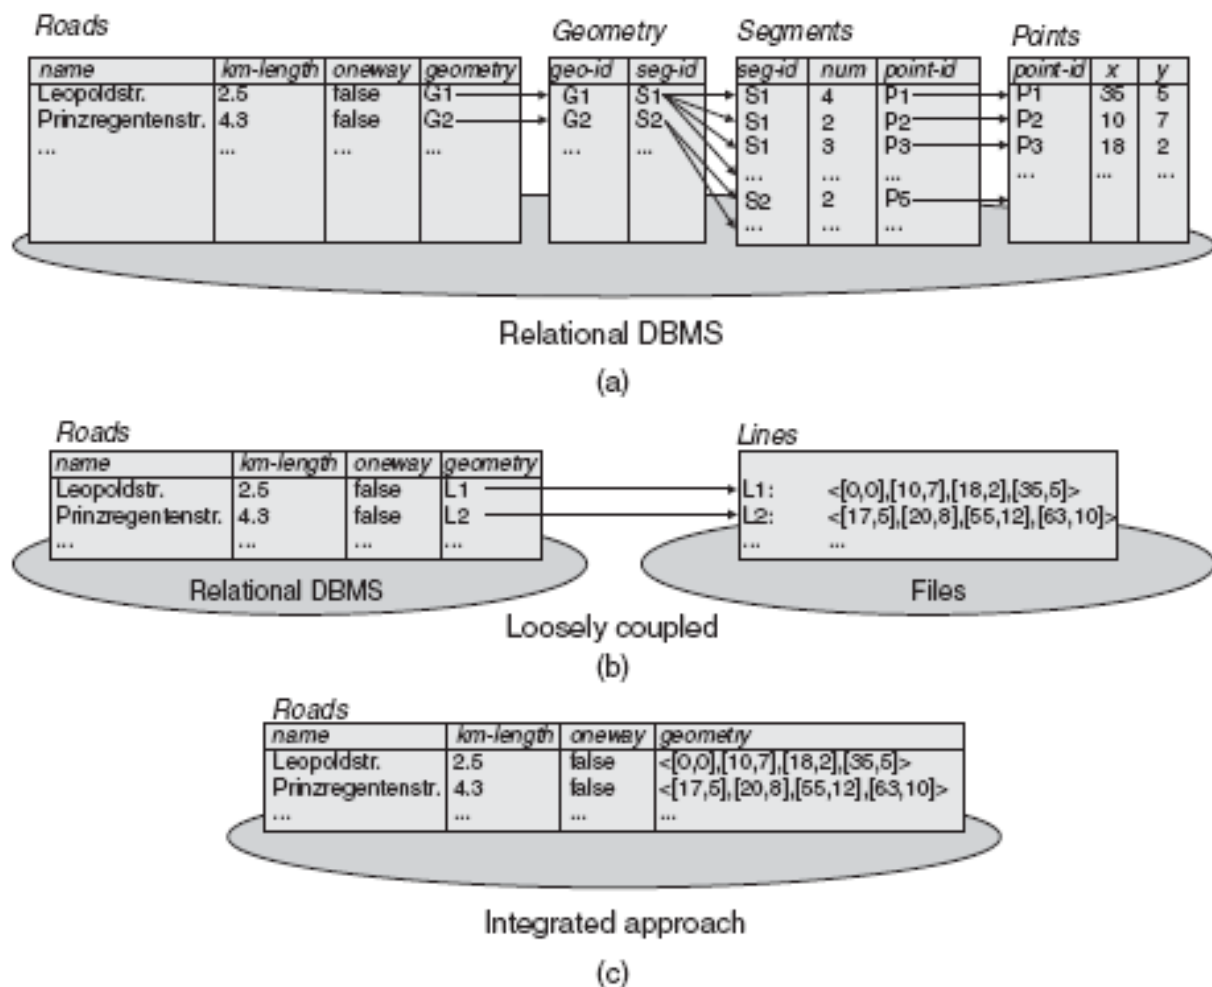 Roads Geometry Segments Points
name km-length oneway geometry geo-id seg-id seg-id num point-id point-id x y
Leopoldstr. 2.5 false G1 G1 S1 S1 4 P1 P1 35 5
Prinzregentenstr. 4.3 false G2 G2 S2 S1 2 P2 P2 10 7
... ... ... ... ... ... S1 3 P3 P3 18 2
... ... ... ... ... ...
S2 2 P5
... ... ...
Relational DBMS
(a)
Roads Lines
name km-length oneway geometry
Leopoldstr. 2.5 false L1 L1: <[0,0],[10,7],[18,2],[35,5]>
Prinzregentenstr. 4.3 false L2 L2: <[17,5],[20,8],[55,12],[63,10]>
... ... ... ... ... ...
Relational DBMS Files
Loosely coupled
(b)
Roads
name km-length oneway geometry
Leopoldstr. 2.5 false <[0,0],[10,7],[18,2],[35,5]>
Prinzregentenstr. 4.3 false <[17,5],[20,8],[55,12],[63,10]>
... ... ... ...
Integrated approach
(c)